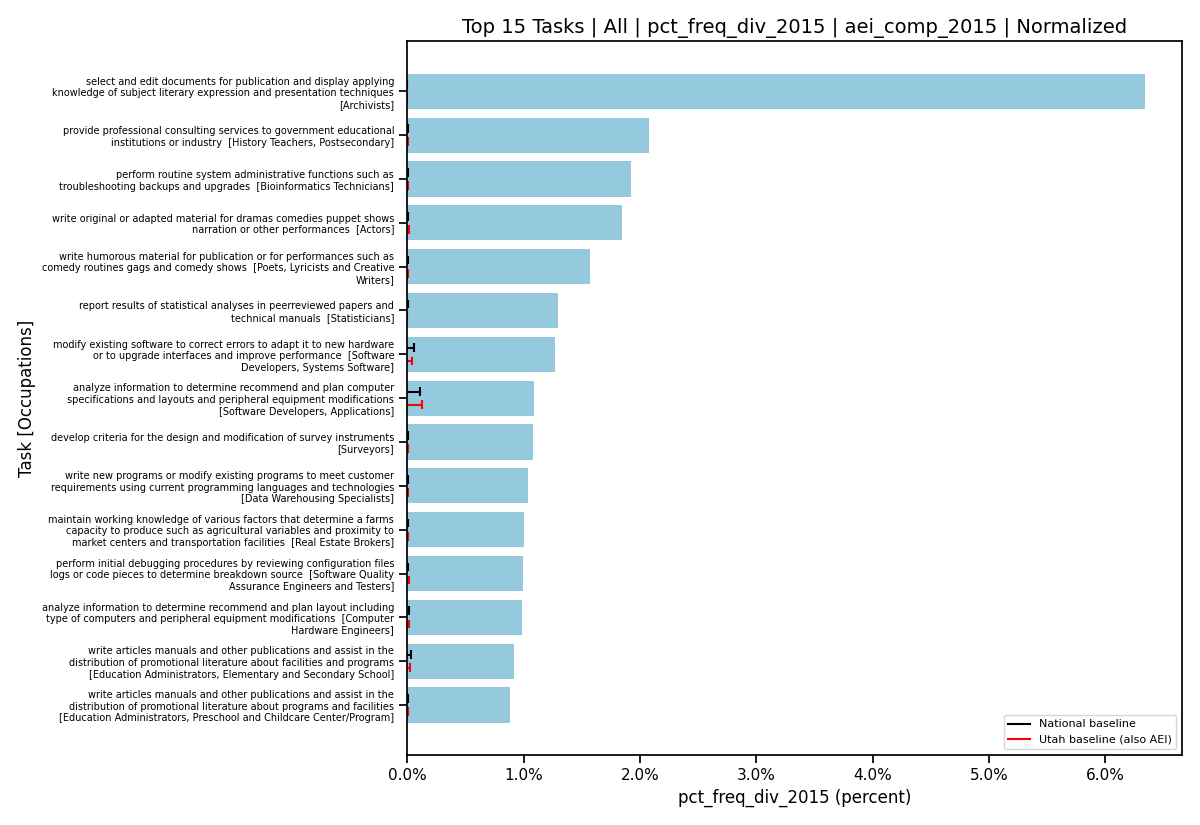 Top 15 Tasks | All | pct_freq_div_2015 | aei_comp_2015 | Normalized
Task [Occupations]
select and edit documents for publication and display applying
knowledge of subject literary expression and presentation techniques
[Archivists]
provide professional consulting services to government educational
institutions or industry  [History Teachers, Postsecondary]
perform routine system administrative functions such as
troubleshooting backups and upgrades  [Bioinformatics Technicians]
write original or adapted material for dramas comedies puppet shows
narration or other performances  [Actors]
write humorous material for publication or for performances such as
comedy routines gags and comedy shows  [Poets, Lyricists and Creative
Writers]
report results of statistical analyses in peerreviewed papers and
technical manuals  [Statisticians]
modify existing software to correct errors to adapt it to new hardware
or to upgrade interfaces and improve performance  [Software
Developers, Systems Software]
analyze information to determine recommend and plan computer
specifications and layouts and peripheral equipment modifications
[Software Developers, Applications]
develop criteria for the design and modification of survey instruments
[Surveyors]
write new programs or modify existing programs to meet customer
requirements using current programming languages and technologies
[Data Warehousing Specialists]
maintain working knowledge of various factors that determine a farms
capacity to produce such as agricultural variables and proximity to
market centers and transportation facilities  [Real Estate Brokers]
perform initial debugging procedures by reviewing configuration files
logs or code pieces to determine breakdown source  [Software Quality
Assurance Engineers and Testers]
analyze information to determine recommend and plan layout including
type of computers and peripheral equipment modifications  [Computer
Hardware Engineers]
write articles manuals and other publications and assist in the
distribution of promotional literature about facilities and programs
[Education Administrators, Elementary and Secondary School]
write articles manuals and other publications and assist in the
distribution of promotional literature about programs and facilities
[Education Administrators, Preschool and Childcare Center/Program]
National baseline
Utah baseline (also AEI)
0.0%
1.0%
2.0%
3.0%
4.0%
5.0%
6.0%
pct_freq_div_2015 (percent)